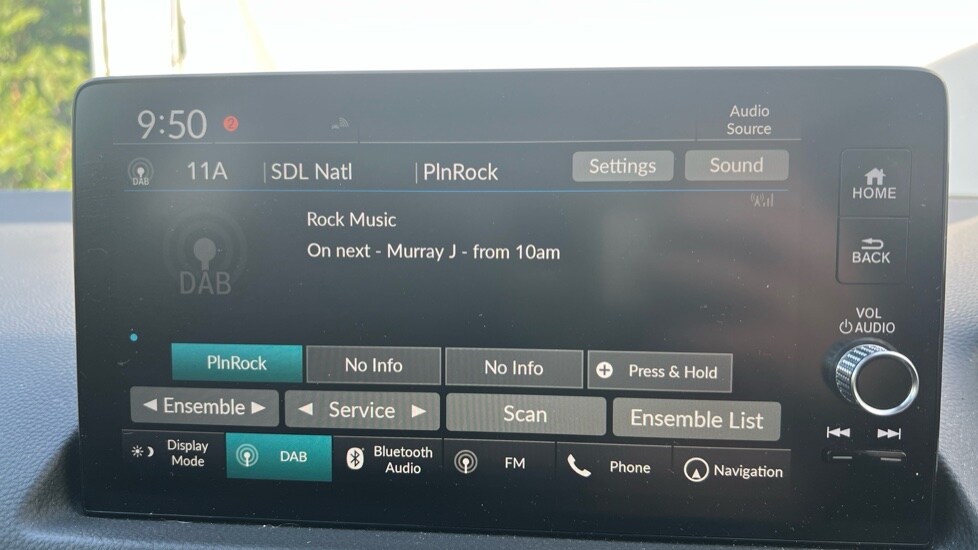 9:50
2
Audio
Source
DAB
11A
SDL Natl
PlnRock
Settings
Sound
Rock Music
On next - Murray J - from 10am
DAB
HOME
BACK
VOL
AUDIO
PlnRock
No Info
No Info
Press & Hold
Ensemble
Service
Scan
Ensemble List
Display
Mode
DAB
Bluetooth
Audio
FM
Phone
Navigation